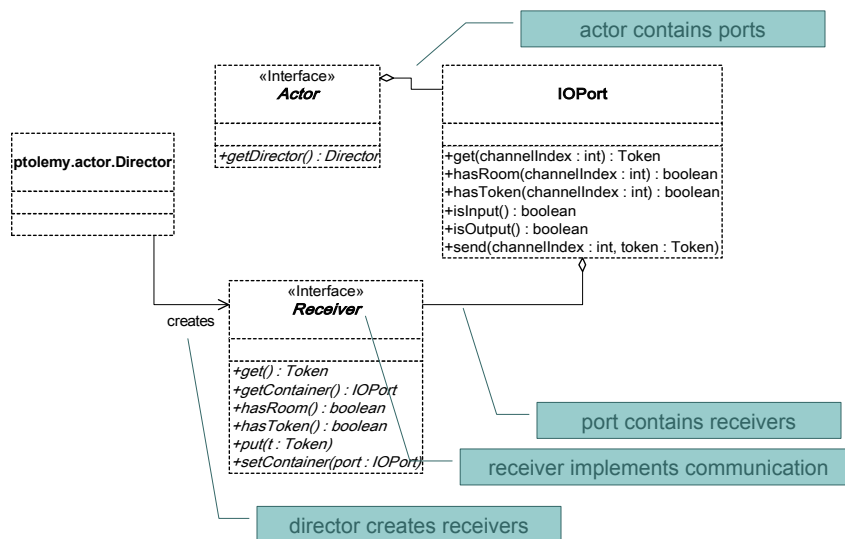 actor contains ports
«Interface»
Actor
+getDirector() : Director
IOPort
+get(channelIndex : int) : Token
+hasRoom(channelIndex : int) : boolean
+hasToken(channelIndex : int) : boolean
+isInput() : boolean
+isOutput() : boolean
+send(channelIndex : int, token : Token)
ptolemy.actor.Director
creates
«Interface»
Receiver
+get() : Token
+getContainer() : IOPort
+hasRoom() : boolean
+hasToken() : boolean
+put(t : Token)
+setContainer(port : IOPort)
port contains receivers
receiver implements communication
director creates receivers